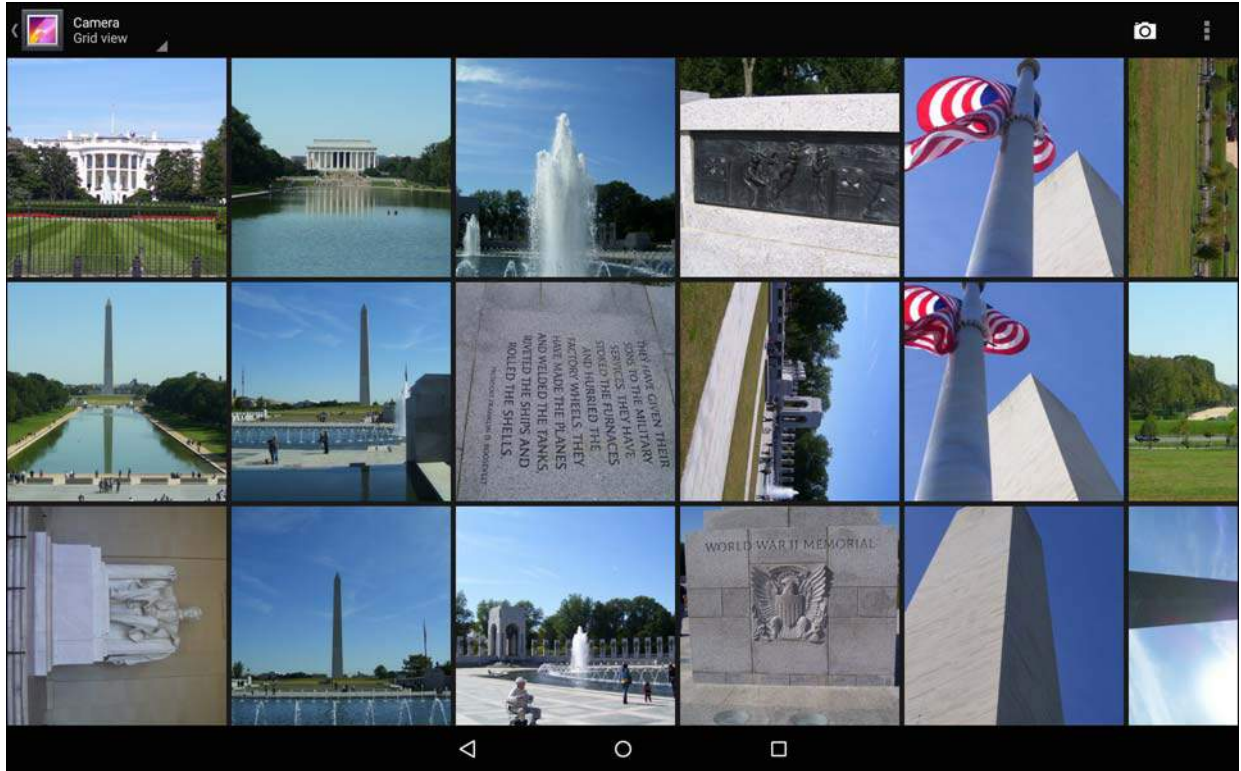 Camera
Grid view
THEY HAVE GIVEN THEIR
SONS TO THE MILITARY
SERVICES. THEY HAVE
STOKED THE FURNACES
AND HURRIED THE
FACTORY WHEELS. THEY
HAVE MADE THE PLANES
AND WELDED THE TANKS,
RIVETED THE SHIPS AND
ROLLED THE SHELLS.
PRESIDENT FRANKLIN D. ROOSEVELT
WORLD WAR II MEMORIAL